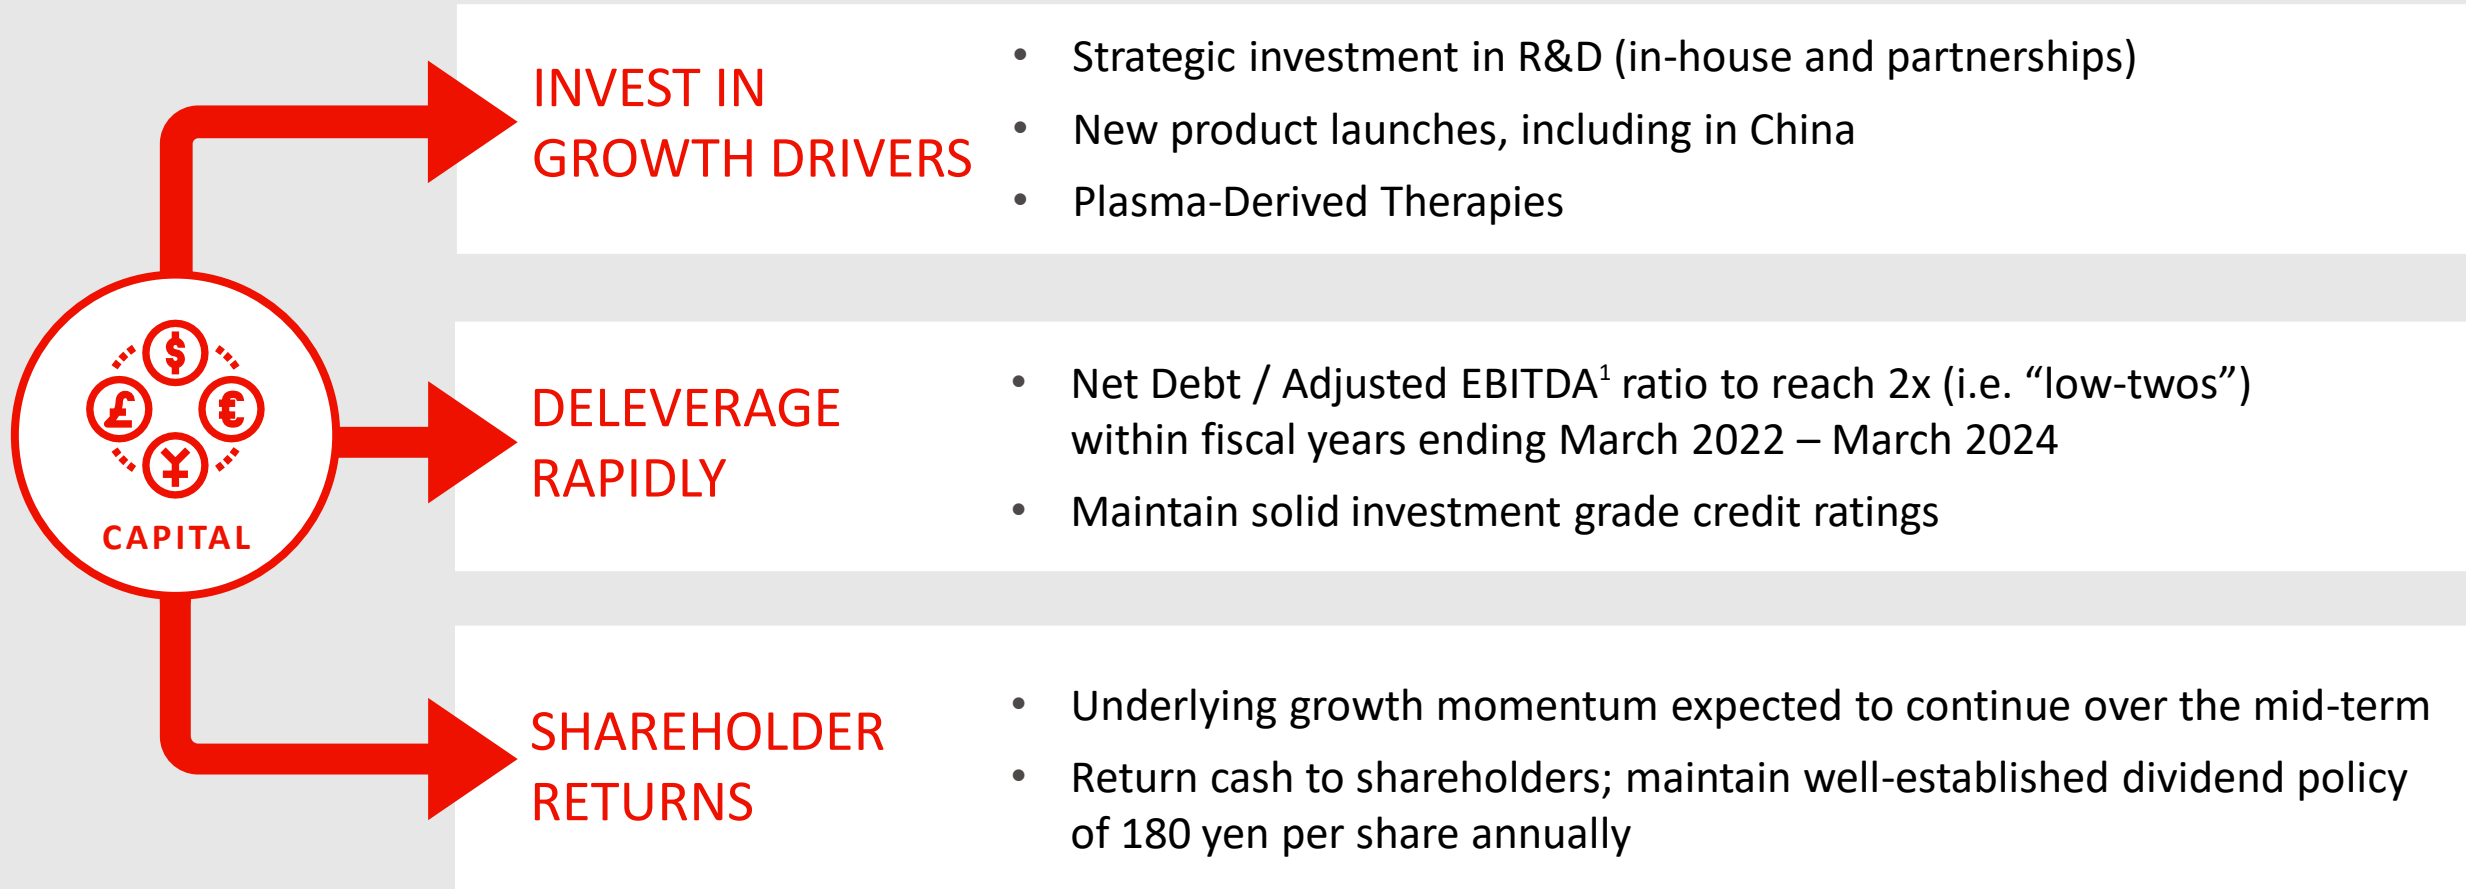 INVEST IN
GROWTH DRIVERS
• Strategic investment in R&D (in-house and partnerships)
• New product launches, including in China
• Plasma-Derived Therapies
$
£
€
¥
CAPITAL
DELEVERAGE
RAPIDLY
• Net Debt / Adjusted EBITDA¹ ratio to reach 2x (i.e. “low-twos”)
within fiscal years ending March 2022 – March 2024
• Maintain solid investment grade credit ratings
SHAREHOLDER
RETURNS
• Underlying growth momentum expected to continue over the mid-term
• Return cash to shareholders; maintain well-established dividend policy
of 180 yen per share annually